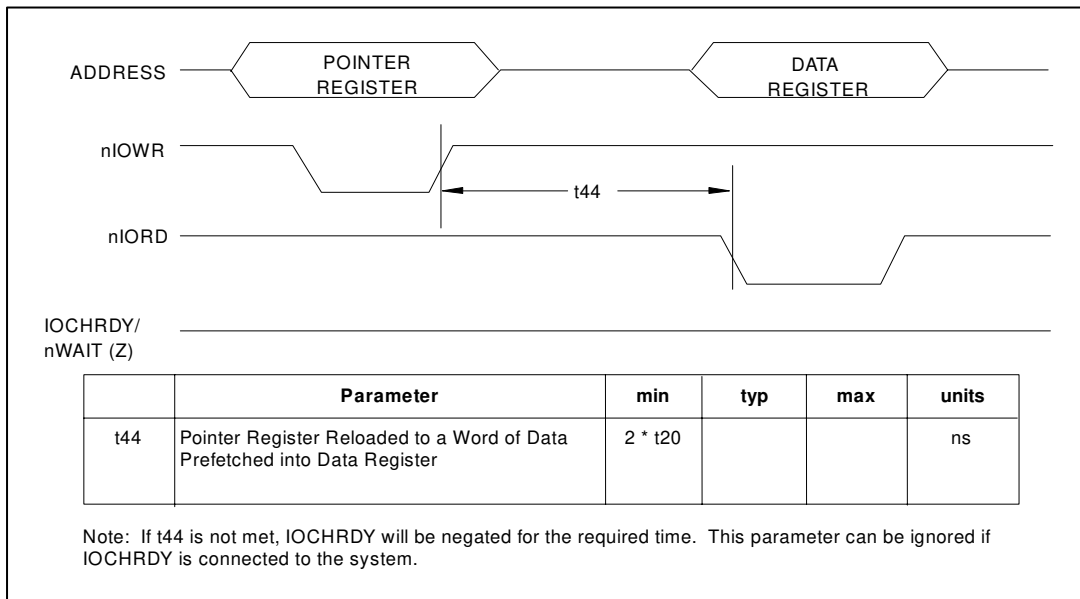 POINTER
REGISTER
DATA
REGISTER
ADDRESS
nIOWR
t44
nIORD
IOCHRDY/
nWAIT (Z)
Parameter min typ max units
t44 Pointer Register Reloaded to a Word of Data 2 * t20 ns
Prefetched into Data Register
Note: If t44 is not met, IOCHRDY will be negated for the required time. This parameter can be ignored if
IOCHRDY is connected to the system.